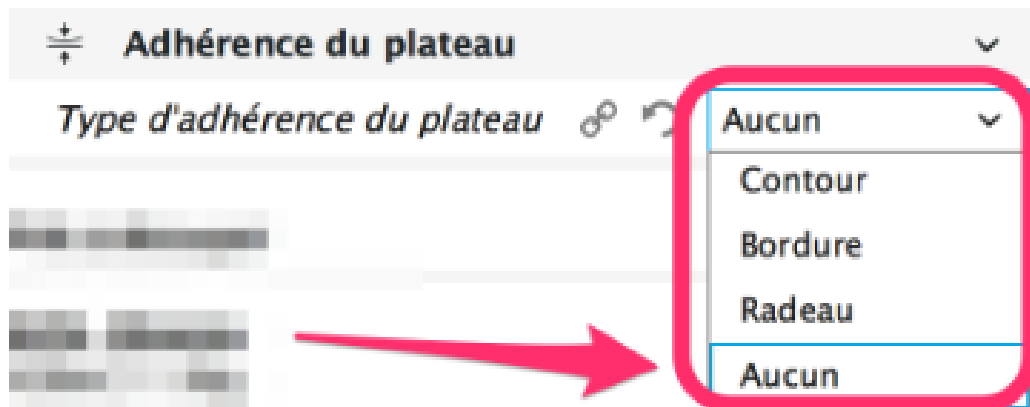 Adhérence du plateau
Type d'adhérence du plateau Aucun
Contour
Bordure
Radeau
Aucun